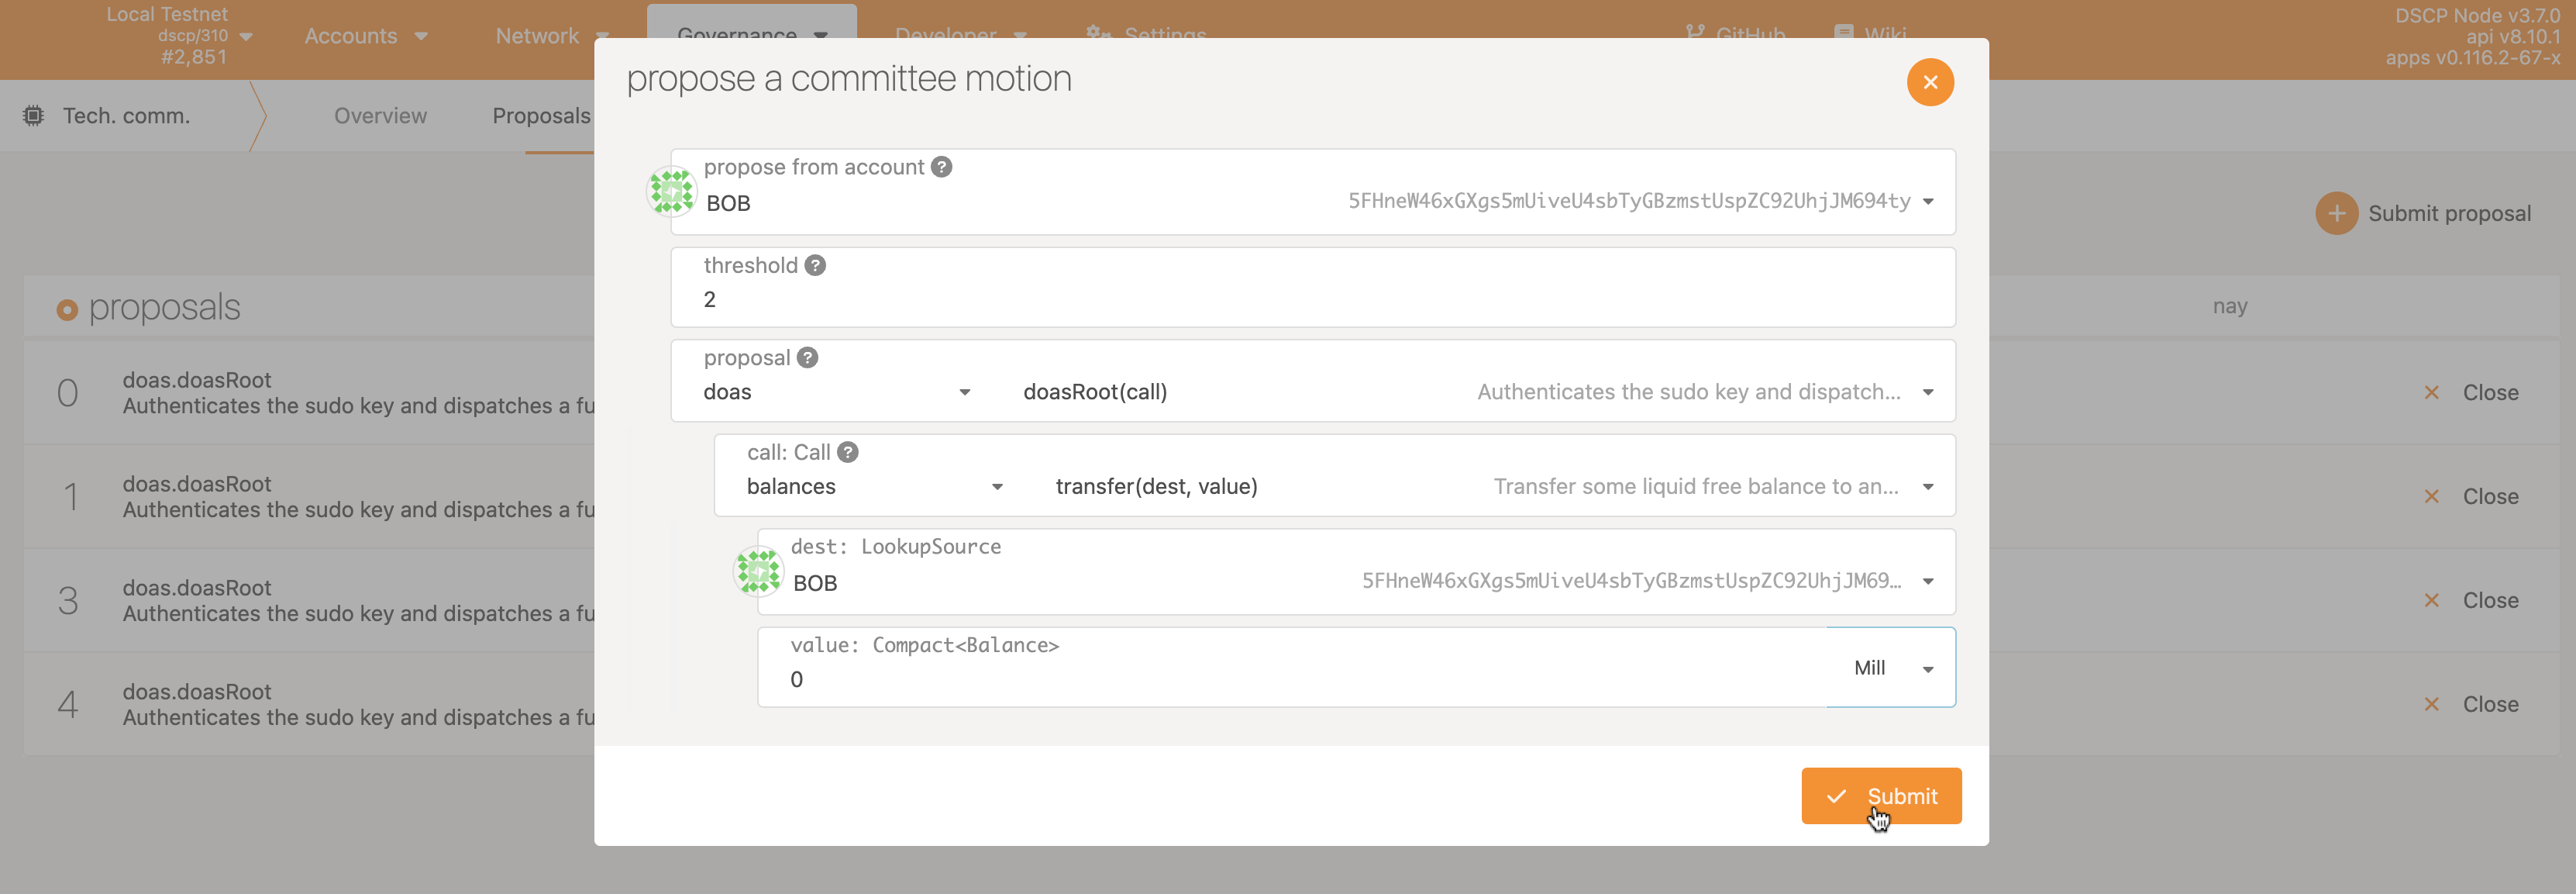 Local Testnet
dscp/310
#2,851
Accounts
Network
Governance
Developer
Settings
GitHub
Wiki
DSCP Node v3.7.0
api v8.10.1
apps v0.116.2-67-x
Tech. comm.
Overview
Proposals
Submit proposal
proposals
nay
0
doas.doasRoot
Authenticates the sudo key and dispatches a fu
Close
1
doas.doasRoot
Authenticates the sudo key and dispatches a fu
Close
3
doas.doasRoot
Authenticates the sudo key and dispatches a fu
Close
4
doas.doasRoot
Authenticates the sudo key and dispatches a fu
Close
propose a committee motion
propose from account
BOB
5FHneW46xGXgs5mUiveU4sbTyGBzmstUspZC92UhjJM694ty
threshold
2
proposal
doas
doasRoot(call)
Authenticates the sudo key and dispatch...
call: Call
balances
transfer(dest, value)
Transfer some liquid free balance to an...
dest: LookupSource
BOB
5FHneW46xGXgs5mUiveU4sbTyGBzmstUspZC92UhjJM69...
value: Compact<Balance>
0
Mill
Submit